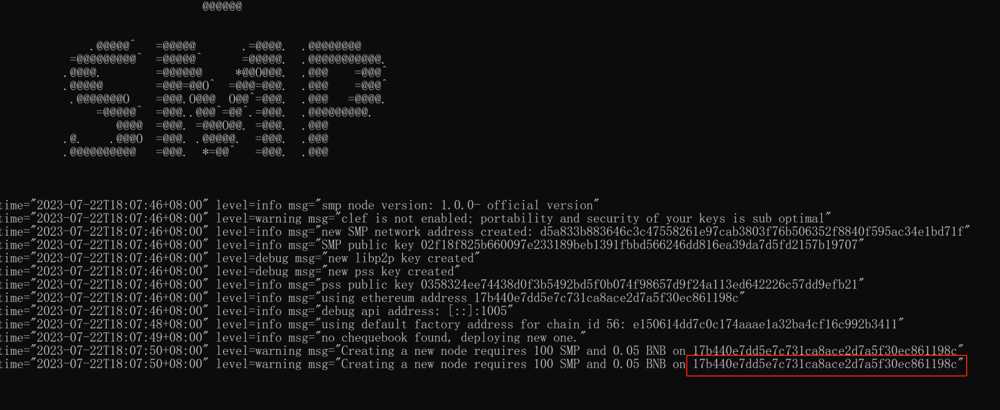 @@@@@@
.@@@@@^ =@@@@@ .=@@@@. .@@@@@@@@
=@@@@@@@@@^ =@@@@@^ =@@@@@. .@@@@@@@@@@@.
.@@@@. =@@@@@@ *@@O@@@. .@@@ =@@@^
.@@@@@ =@@@=@@O^ =@@@=@@@. .@@@ =@@@^
.@@@@@@@O =@@@.O@@@ O@@^=@@@. .@@@ =@@@@.
=@@@@@^ =@@@..@@@^=@@^.=@@@. .@@@@@@@@@.
@@@@ =@@@. =@@@O@@. =@@@. .@@@
.@. .@@@O =@@@. .@@@@@. =@@@. .@@@
.@@@@@@@@@@ =@@@. *=@@^ =@@@. .@@@
time="2023-07-22T18:07:46+08:00" level=info msg="smp node version: 1.0.0- official version"
time="2023-07-22T18:07:46+08:00" level=warning msg="clef is not enabled; portability and security of your keys is sub optimal"
time="2023-07-22T18:07:46+08:00" level=info msg="new SMP network address created: d5a833b883646c3c47558261e97cab3803f76b506352f8840f595ac34e1bd71f"
time="2023-07-22T18:07:46+08:00" level=info msg="SMP public key 02f18f825b660097e233189beb1391fbbd566246dd816ea39da7d5fd2157b19707"
time="2023-07-22T18:07:46+08:00" level=debug msg="new libp2p key created"
time="2023-07-22T18:07:46+08:00" level=debug msg="new pss key created"
time="2023-07-22T18:07:46+08:00" level=info msg="pss public key 0358324ee74438d0f3b5492bd5f0b074f98657d9f24a113ed642226c57dd9efb21"
time="2023-07-22T18:07:46+08:00" level=info msg="using ethereum address 17b440e7dd5e7c731ca8ace2d7a5f30ec861198c"
time="2023-07-22T18:07:46+08:00" level=info msg="debug api address: [::]:1005"
time="2023-07-22T18:07:48+08:00" level=info msg="using default factory address for chain id 56: e150614dd7c0c174aaae1a32ba4cf16c992b3411"
time="2023-07-22T18:07:49+08:00" level=info msg="no chequebook found, deploying new one."
time="2023-07-22T18:07:50+08:00" level=warning msg="Creating a new node requires 100 SMP and 0.05 BNB on 17b440e7dd5e7c731ca8ace2d7a5f30ec861198c"
time="2023-07-22T18:07:50+08:00" level=warning msg="Creating a new node requires 100 SMP and 0.05 BNB on 17b440e7dd5e7c731ca8ace2d7a5f30ec861198c"